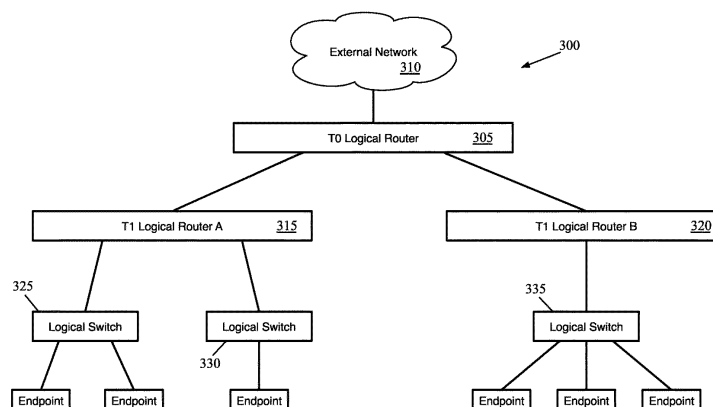 External Network
310
300
T0 Logical Router 305
T1 Logical Router A 315
T1 Logical Router B 320
325
335
Logical Switch
Logical Switch
Logical Switch
330
Endpoint Endpoint Endpoint Endpoint Endpoint Endpoint